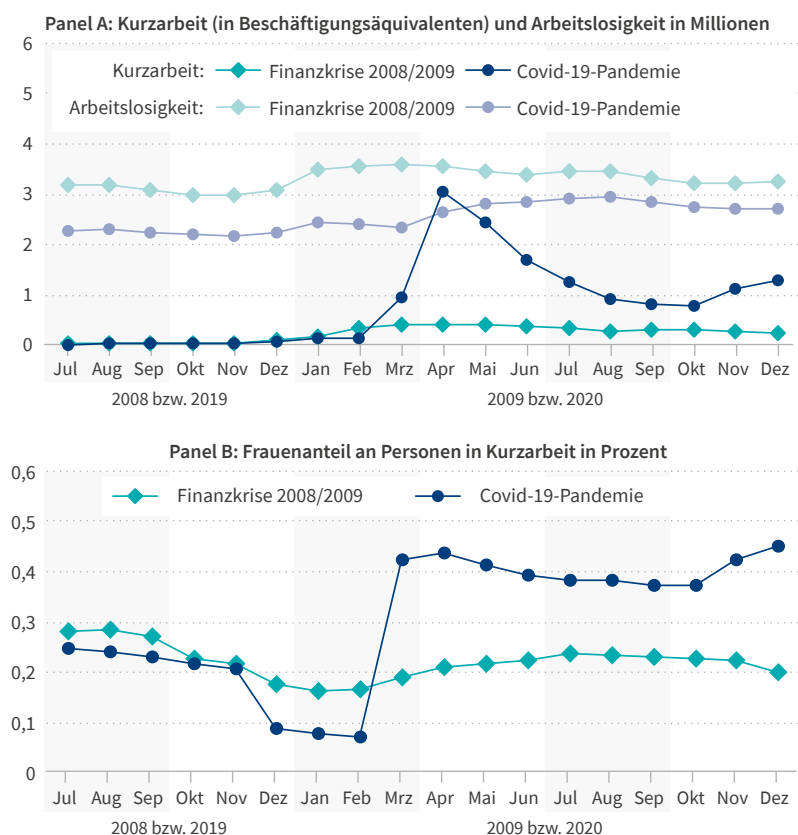 Panel A: Kurzarbeit (in Beschäftigungsäquivalenten) und Arbeitslosigkeit in Millionen
6
Kurzarbeit: Finanzkrise 2008/2009 Covid-19-Pandemie
5
Arbeitslosigkeit: Finanzkrise 2008/2009 Covid-19-Pandemie
4
3
2
1
0
Jul Aug Sep Okt Nov Dez Jan Feb Mrz Apr Mai Jun Jul Aug Sep Okt Nov Dez
2008 bzw. 2019 2009 bzw. 2020
Panel B: Frauenanteil an Personen in Kurzarbeit in Prozent
0,6
Finanzkrise 2008/2009 Covid-19-Pandemie
0,5
0,4
0,3
0,2
0,1
0
Jul Aug Sep Okt Nov Dez Jan Feb Mrz Apr Mai Jun Jul Aug Sep Okt Nov Dez
2008 bzw. 2019 2009 bzw. 2020